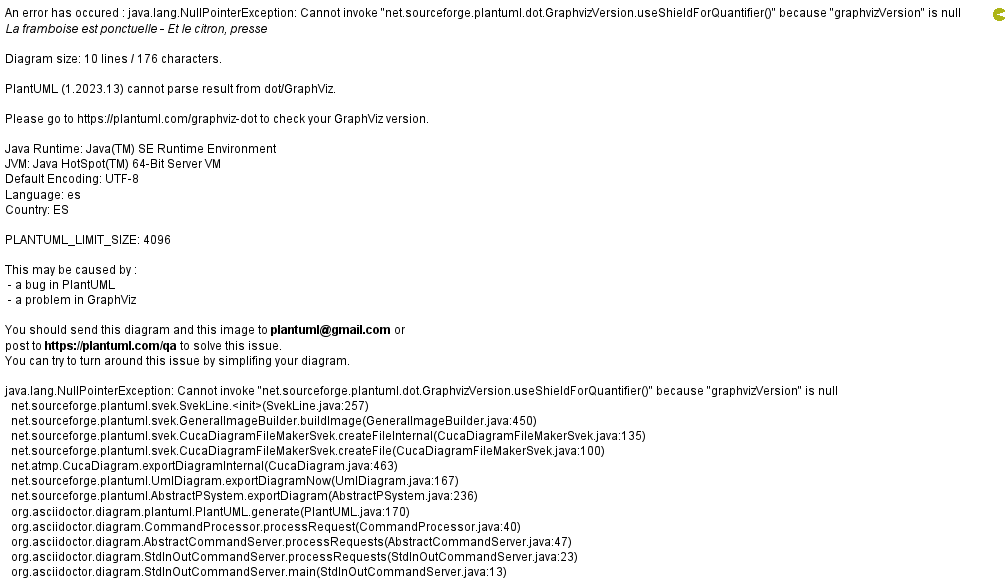 An error has occured : java.lang.NullPointerException: Cannot invoke "net.sourceforge.plantuml.dot.GraphvizVersion.useShieldForQuantifier()" because "graphvizVersion" is null
La framboise est ponctuelle - Et le citron, presse
Diagram size: 10 lines / 176 characters.
PlantUML (1.2023.13) cannot parse result from dot/GraphViz.
Please go to https://plantuml.com/graphviz-dot to check your GraphViz version.
Java Runtime: Java(TM) SE Runtime Environment
JVM: Java HotSpot(TM) 64-Bit Server VM
Default Encoding: UTF-8
Language: es
Country: ES
PLANTUML_LIMIT_SIZE: 4096
This may be caused by :
- a bug in PlantUML
- a problem in GraphViz
You should send this diagram and this image to plantuml@gmail.com or
post to https://plantuml.com/qa to solve this issue.
You can try to turn around this issue by simplifing your diagram.
java.lang.NullPointerException: Cannot invoke "net.sourceforge.plantuml.dot.GraphvizVersion.useShieldForQuantifier()" because "graphvizVersion" is null
net.sourceforge.plantuml.svek.SvekLine.<init>(SvekLine.java:257)
net.sourceforge.plantuml.svek.GeneralImageBuilder.buildImage(GeneralImageBuilder.java:450)
net.sourceforge.plantuml.svek.CucaDiagramFileMakerSvek.createFileInternal(CucaDiagramFileMakerSvek.java:135)
net.sourceforge.plantuml.svek.CucaDiagramFileMakerSvek.createFile(CucaDiagramFileMakerSvek.java:100)
net.atmp.CucaDiagram.exportDiagramInternal(CucaDiagram.java:463)
net.sourceforge.plantuml.UmlDiagram.exportDiagramNow(UmlDiagram.java:167)
net.sourceforge.plantuml.AbstractPSystem.exportDiagram(AbstractPSystem.java:236)
org.asciidoctor.diagram.plantuml.PlantUML.generate(PlantUML.java:170)
org.asciidoctor.diagram.CommandProcessor.processRequest(CommandProcessor.java:40)
org.asciidoctor.diagram.AbstractCommandServer.processRequests(AbstractCommandServer.java:47)
org.asciidoctor.diagram.StdInOutCommandServer.processRequests(StdInOutCommandServer.java:23)
org.asciidoctor.diagram.StdInOutCommandServer.main(StdInOutCommandServer.java:13)